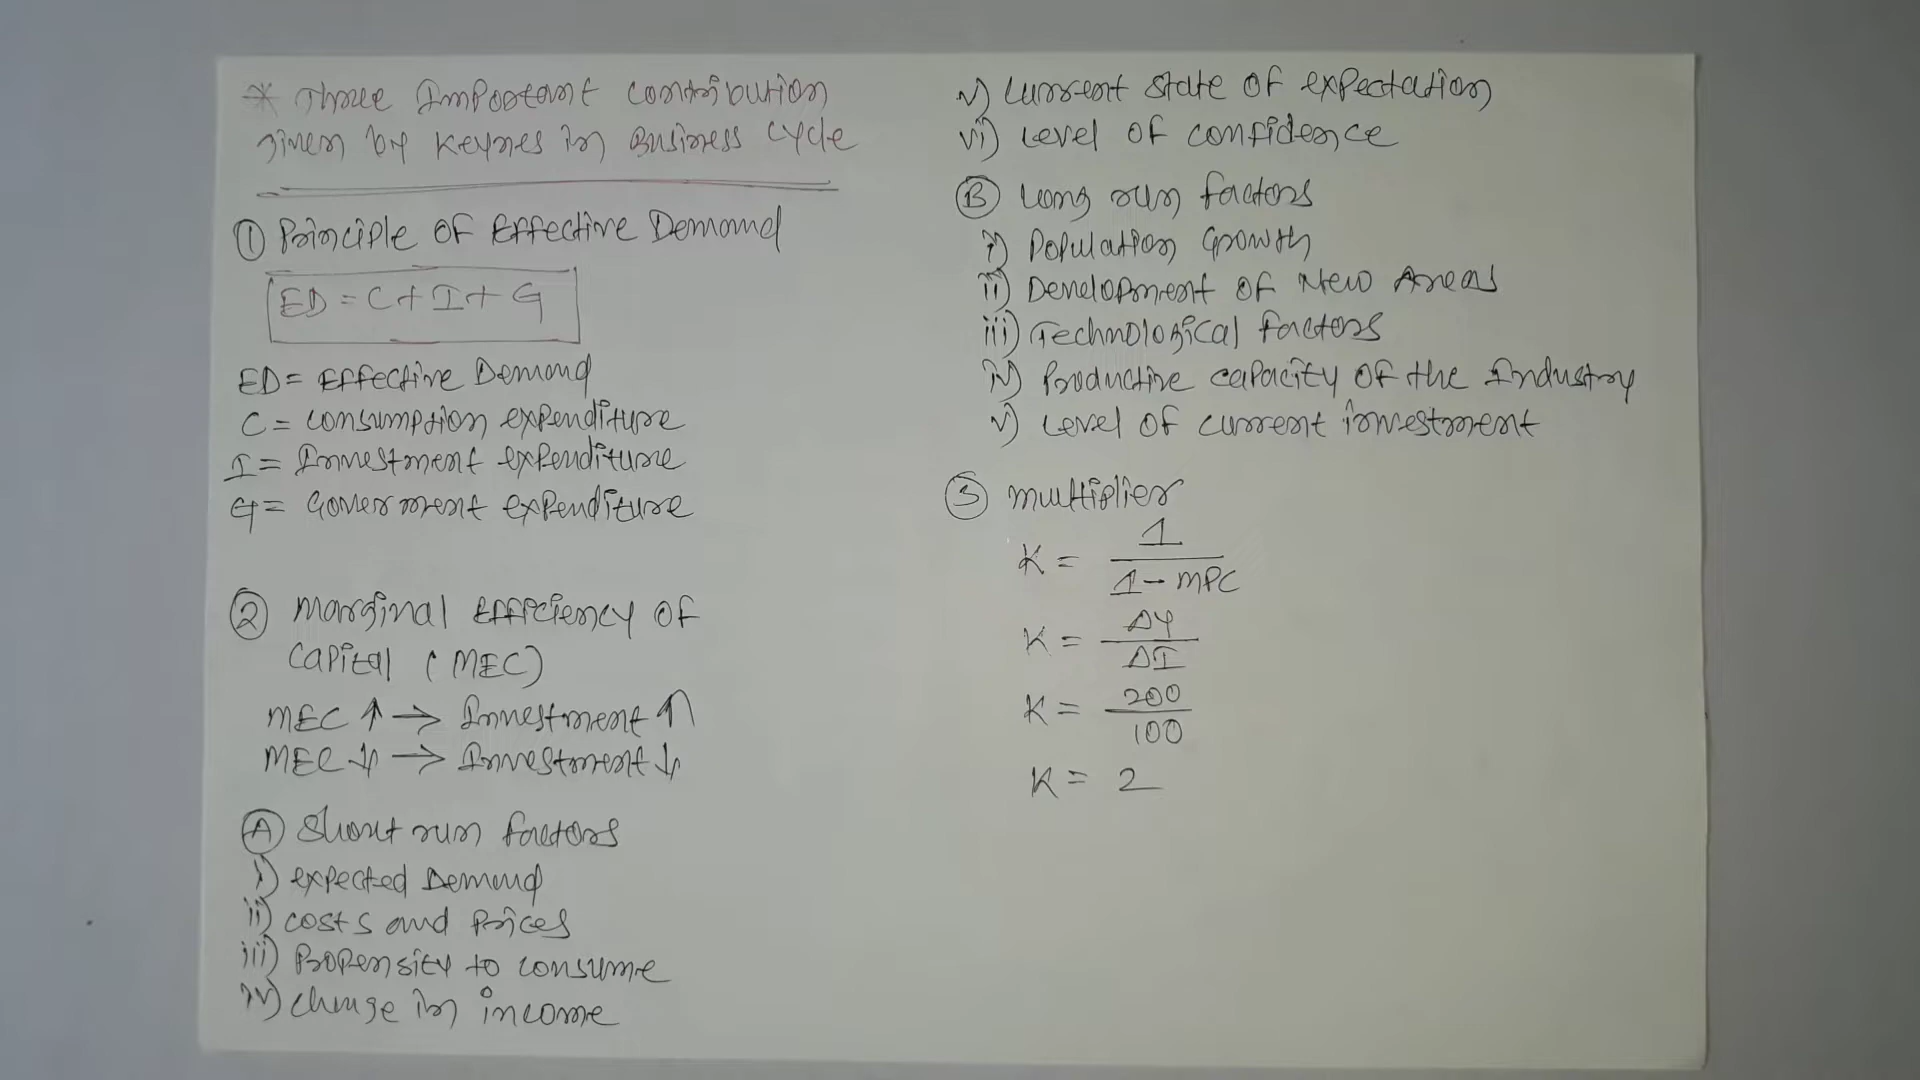 * Three Important contribution
given by Keynes in Business cycle
① Principle of Effective Demand
ED = C + I + G
ED = Effective Demand
C = consumption expenditure
I = Investment expenditure
G = Government expenditure
② Marginal Efficiency of
Capital (MEC)
MEC ↑ → Investment ↑
MEC ↓ → Investment ↓
Ⓐ Short run factors
i) expected Demand
ii) costs and Prices
iii) Propensity to consume
iv) change in income
v) current state of expectation
vi) Level of confidence
Ⓑ Long run factors
i) Population Growth
ii) Development of New Areas
iii) Technological factors
iv) Productive capacity of the Industry
v) Level of current investment
③ Multiplier
K = 1 / 1 - MPC
K = ΔY / ΔI
K = 200 / 100
K = 2